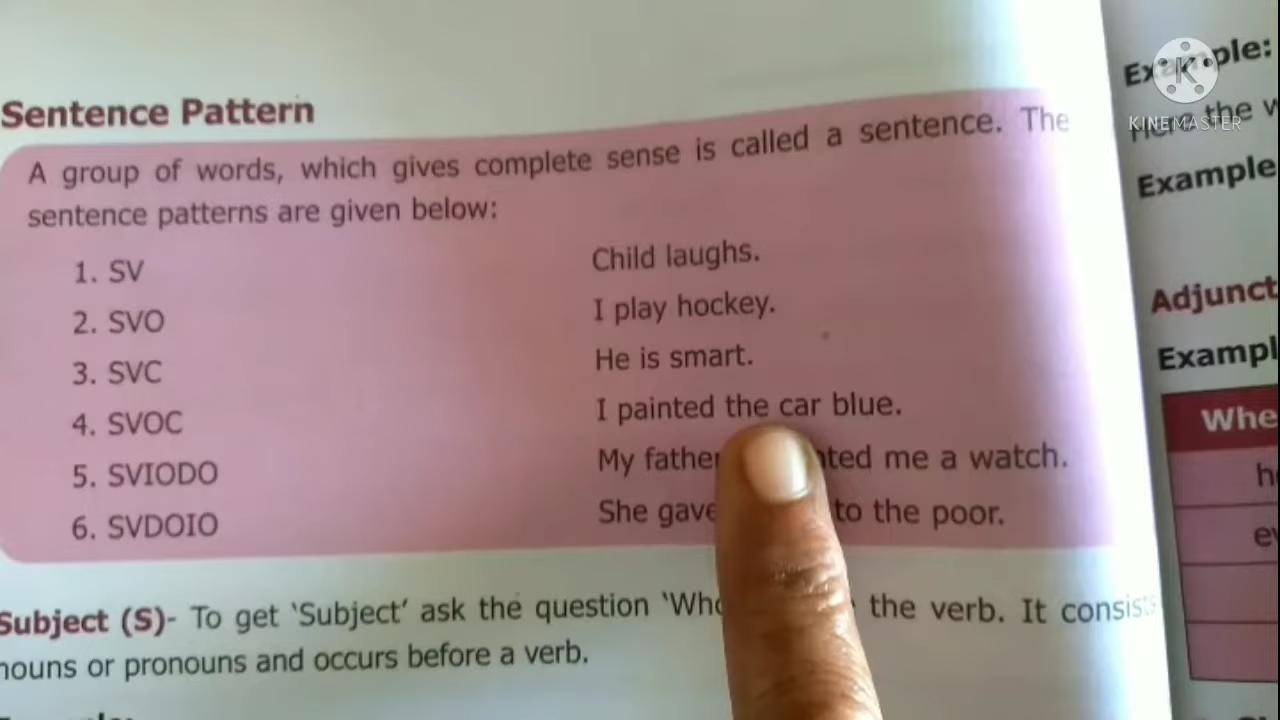 Sentence Pattern
A group of words, which gives complete sense is called a sentence. The
sentence patterns are given below:
1. SV Child laughs.
2. SVO I play hockey.
3. SVC He is smart.
4. SVOC I painted the car blue.
5. SVIODO My father me a watch.
6. SVDOIO She gave to the poor.
Subject (S)- To get 'Subject' ask the question the verb. It consists
nouns or pronouns and occurs before a verb.
Example:
the
Example
Adjunct
Exampl
Whe
KINEMASTER